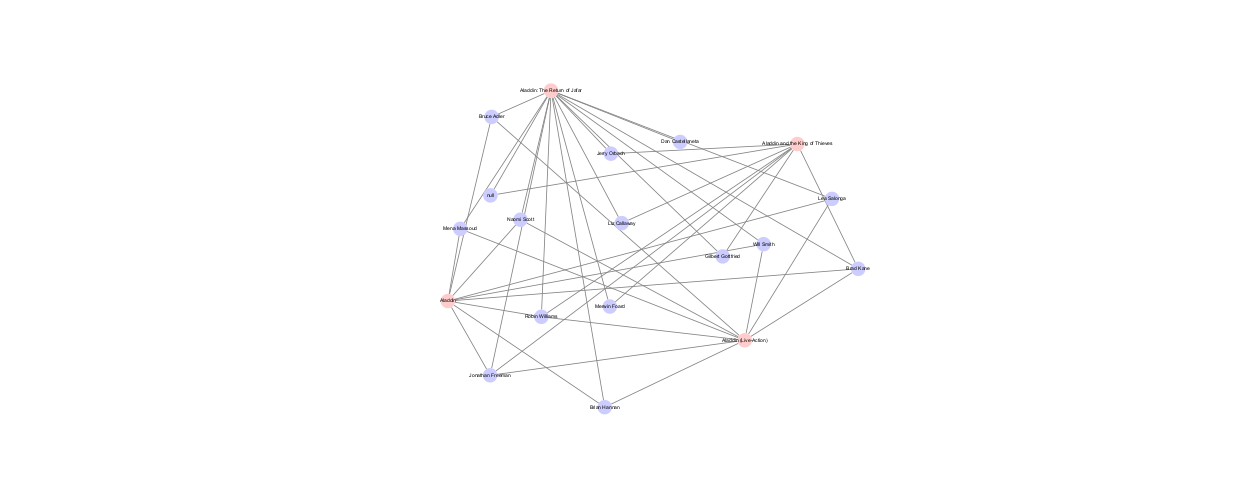 Aladdin: The Return of Jafar
Bruce Adler
Dan Castellaneta
Aladdin and the King of Thieves
Jerry Orbach
null
Lea Salonga
Naomi Scott
Liz Callaway
Mena Massoud
Will Smith
Gilbert Gottfried
Brad Kane
Aladdin
Merwin Foard
Robin Williams
Aladdin (Live-Action)
Jonathan Freeman
Brian Hannan